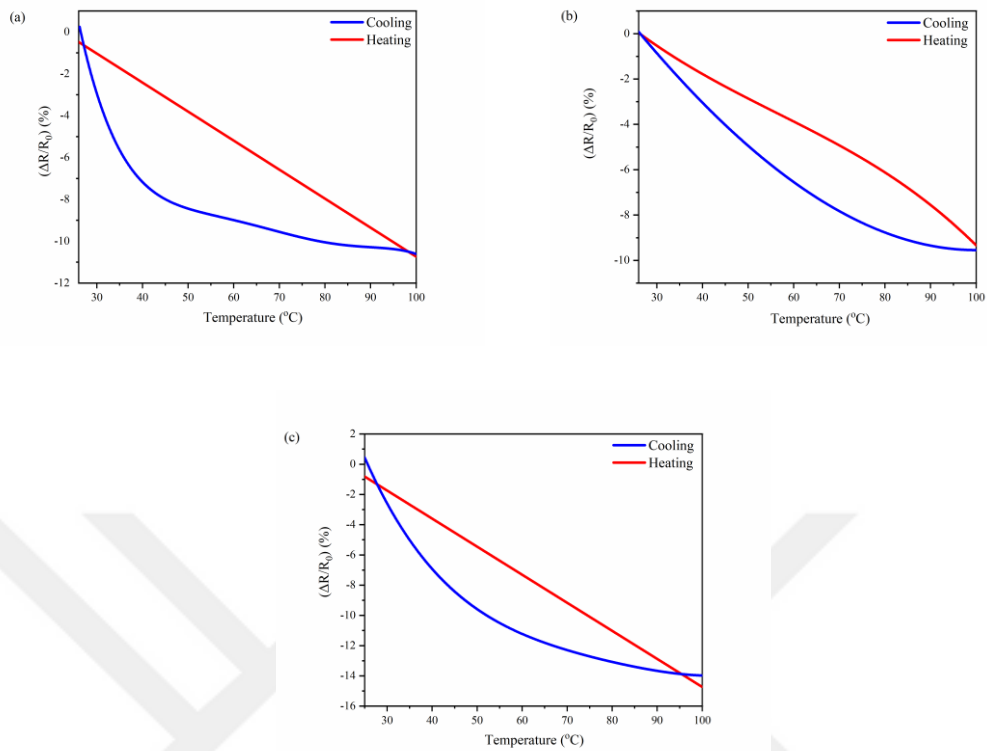 (a)
Cooling
Heating
0
-2
-4
-6
-8
-10
-12
(ΔR/R₀) (%)
30 40 50 60 70 80 90 100
Temperature (°C)
(b)
Cooling
Heating
0
-2
-4
-6
-8
-10
(ΔR/R₀) (%)
30 40 50 60 70 80 90 100
Temperature (°C)
(c)
Cooling
Heating
2
0
-2
-4
-6
-8
-10
-12
-14
-16
(ΔR/R₀) (%)
30 40 50 60 70 80 90 100
Temperature (°C)